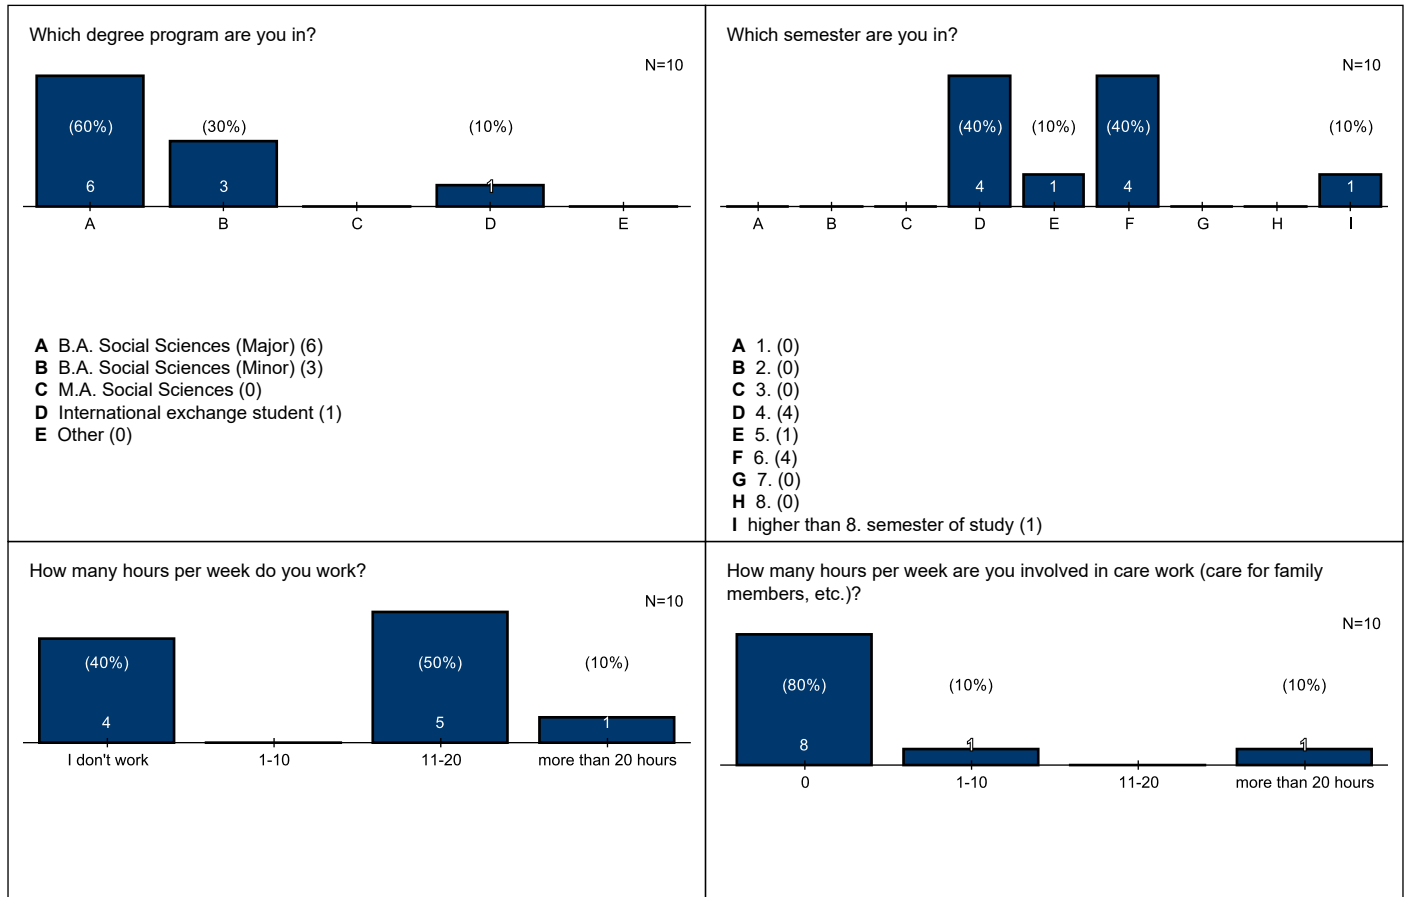 Which degree program are you in?
N=10
(60%) (30%) (10%)
6 3 1
A B C D E
A B.A. Social Sciences (Major) (6)
B B.A. Social Sciences (Minor) (3)
C M.A. Social Sciences (0)
D International exchange student (1)
E Other (0)
Which semester are you in?
N=10
(40%) (10%) (40%) (10%)
4 1 4 1
A B C D E F G H I
A 1. (0)
B 2. (0)
C 3. (0)
D 4. (4)
E 5. (1)
F 6. (4)
G 7. (0)
H 8. (0)
I higher than 8. semester of study (1)
How many hours per week do you work?
N=10
(40%) (50%) (10%)
4 5 1
I don't work 1-10 11-20 more than 20 hours
How many hours per week are you involved in care work (care for family
members, etc.)?
N=10
(80%) (10%) (10%)
8 1 1
0 1-10 11-20 more than 20 hours